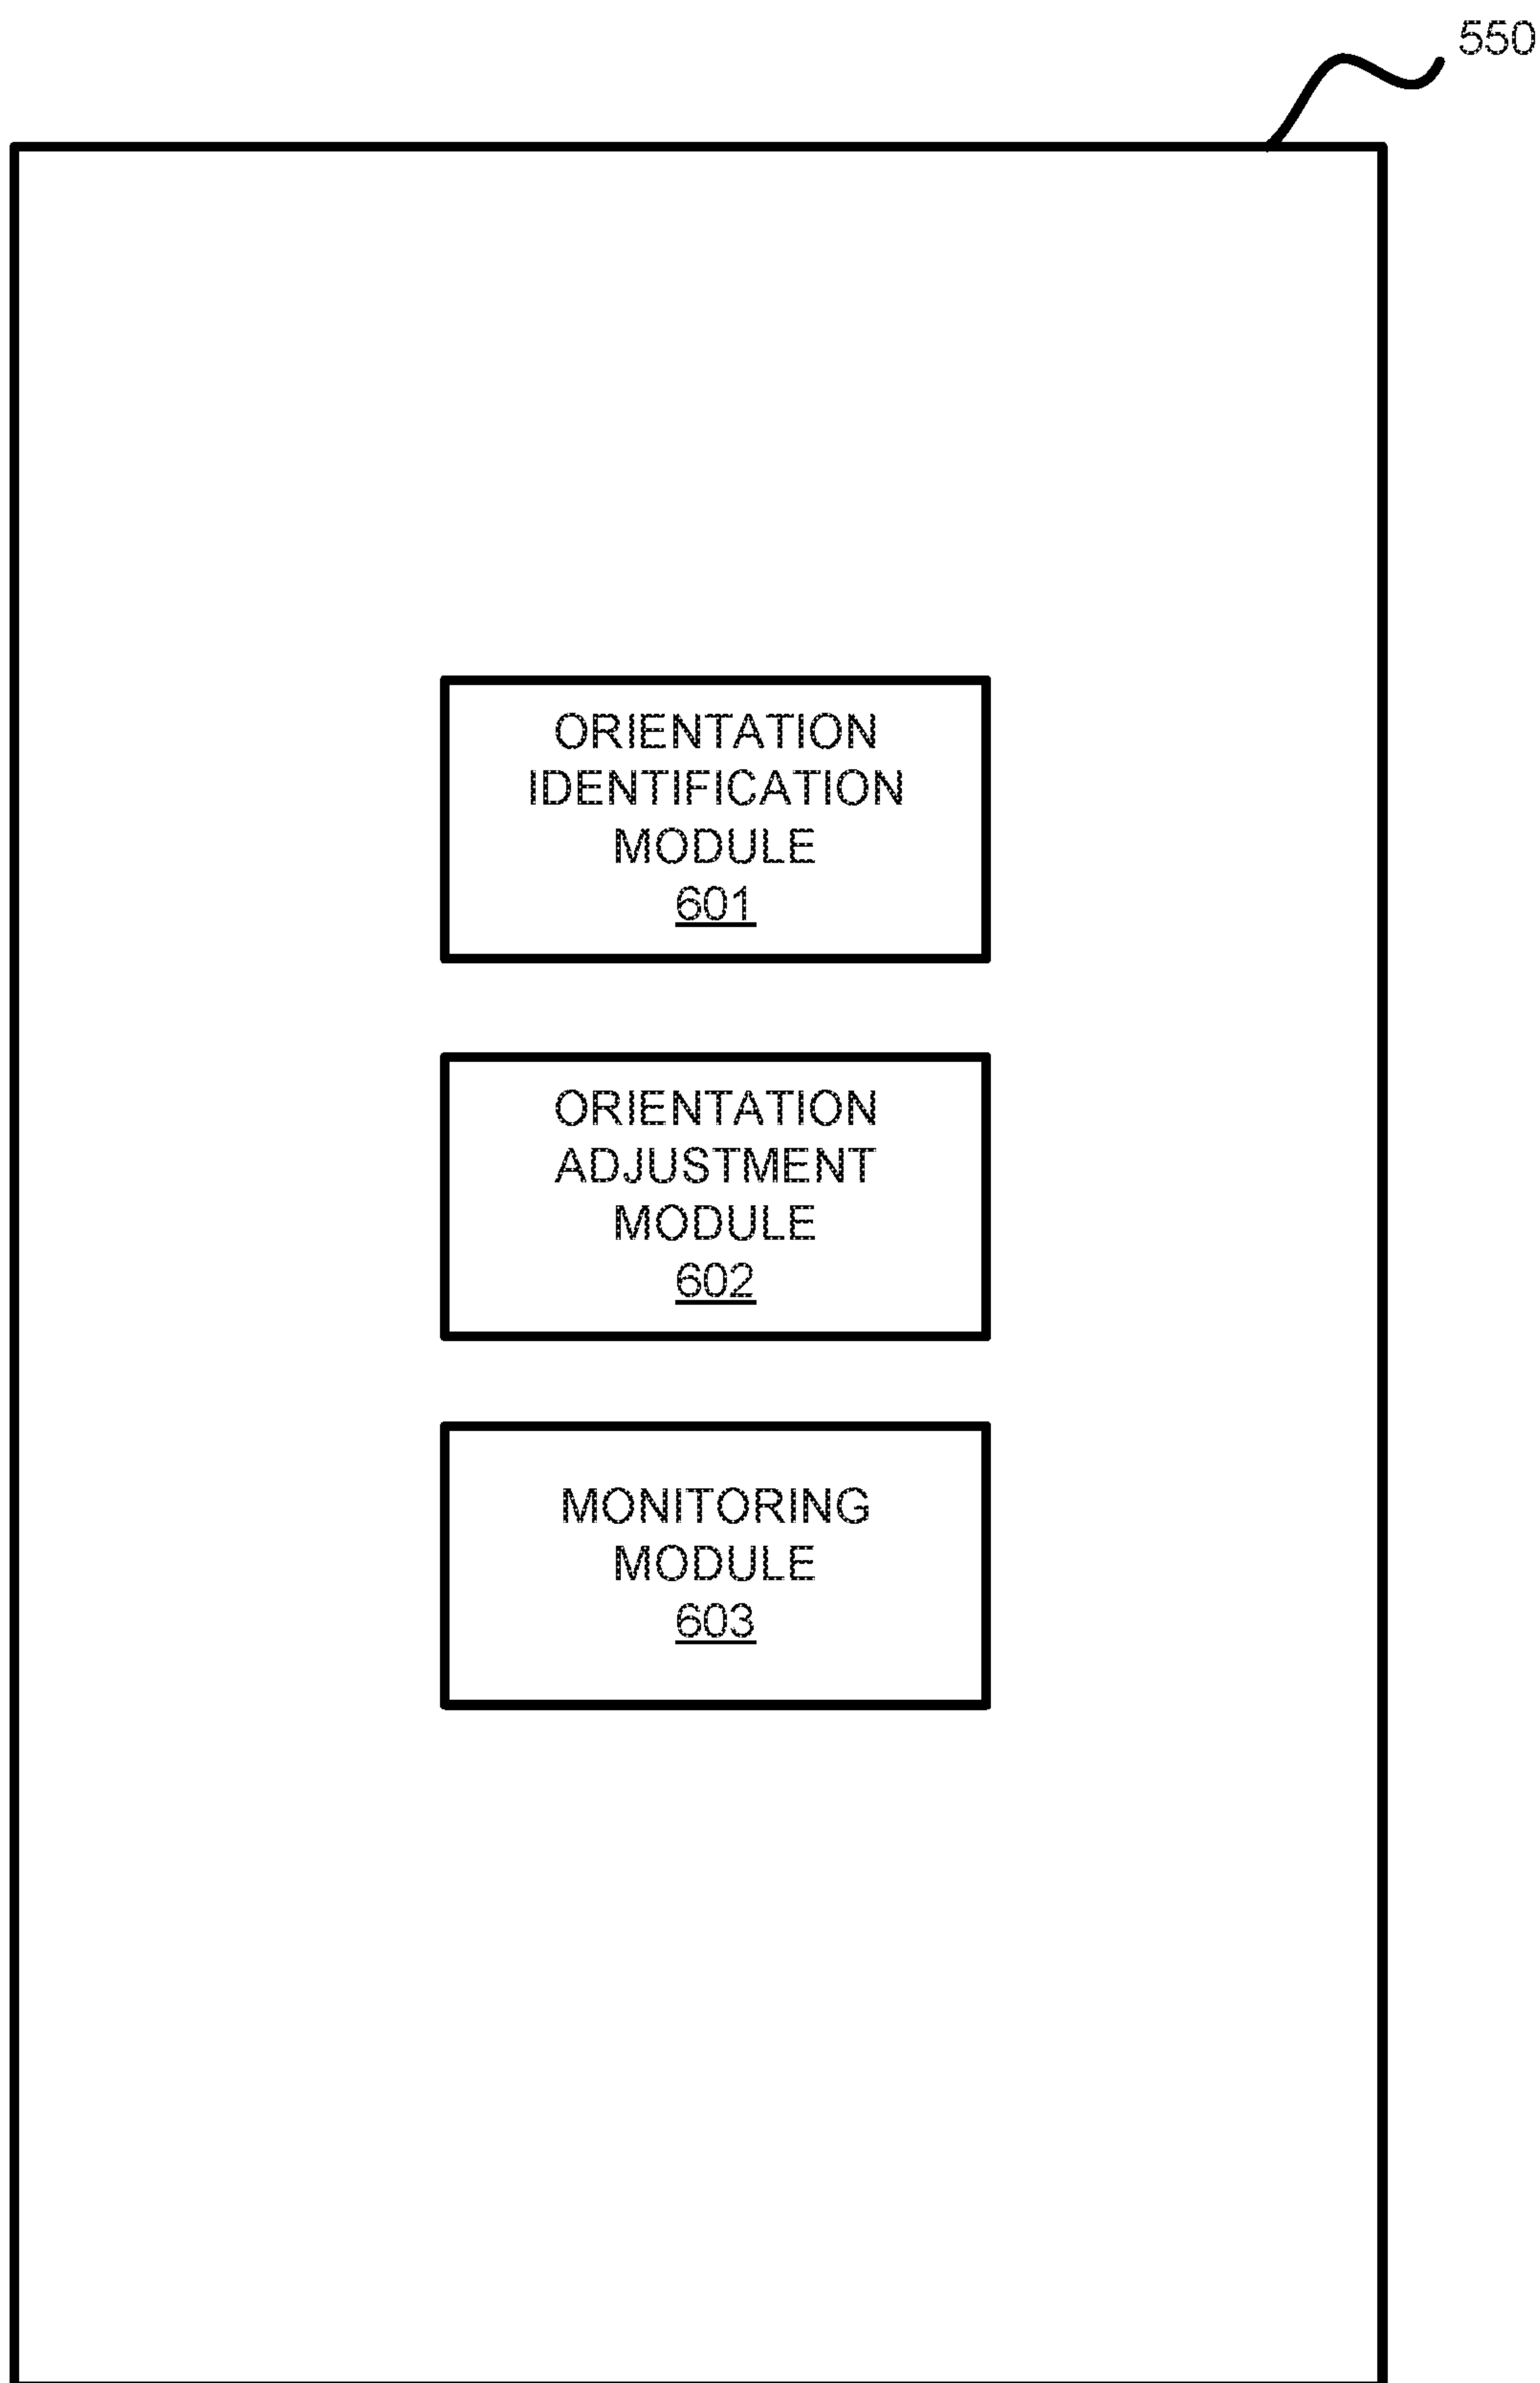 550
ORIENTATION
IDENTIFICATION
MODULE
601
ORIENTATION
ADJUSTMENT
MODULE
602
MONITORING
MODULE
603